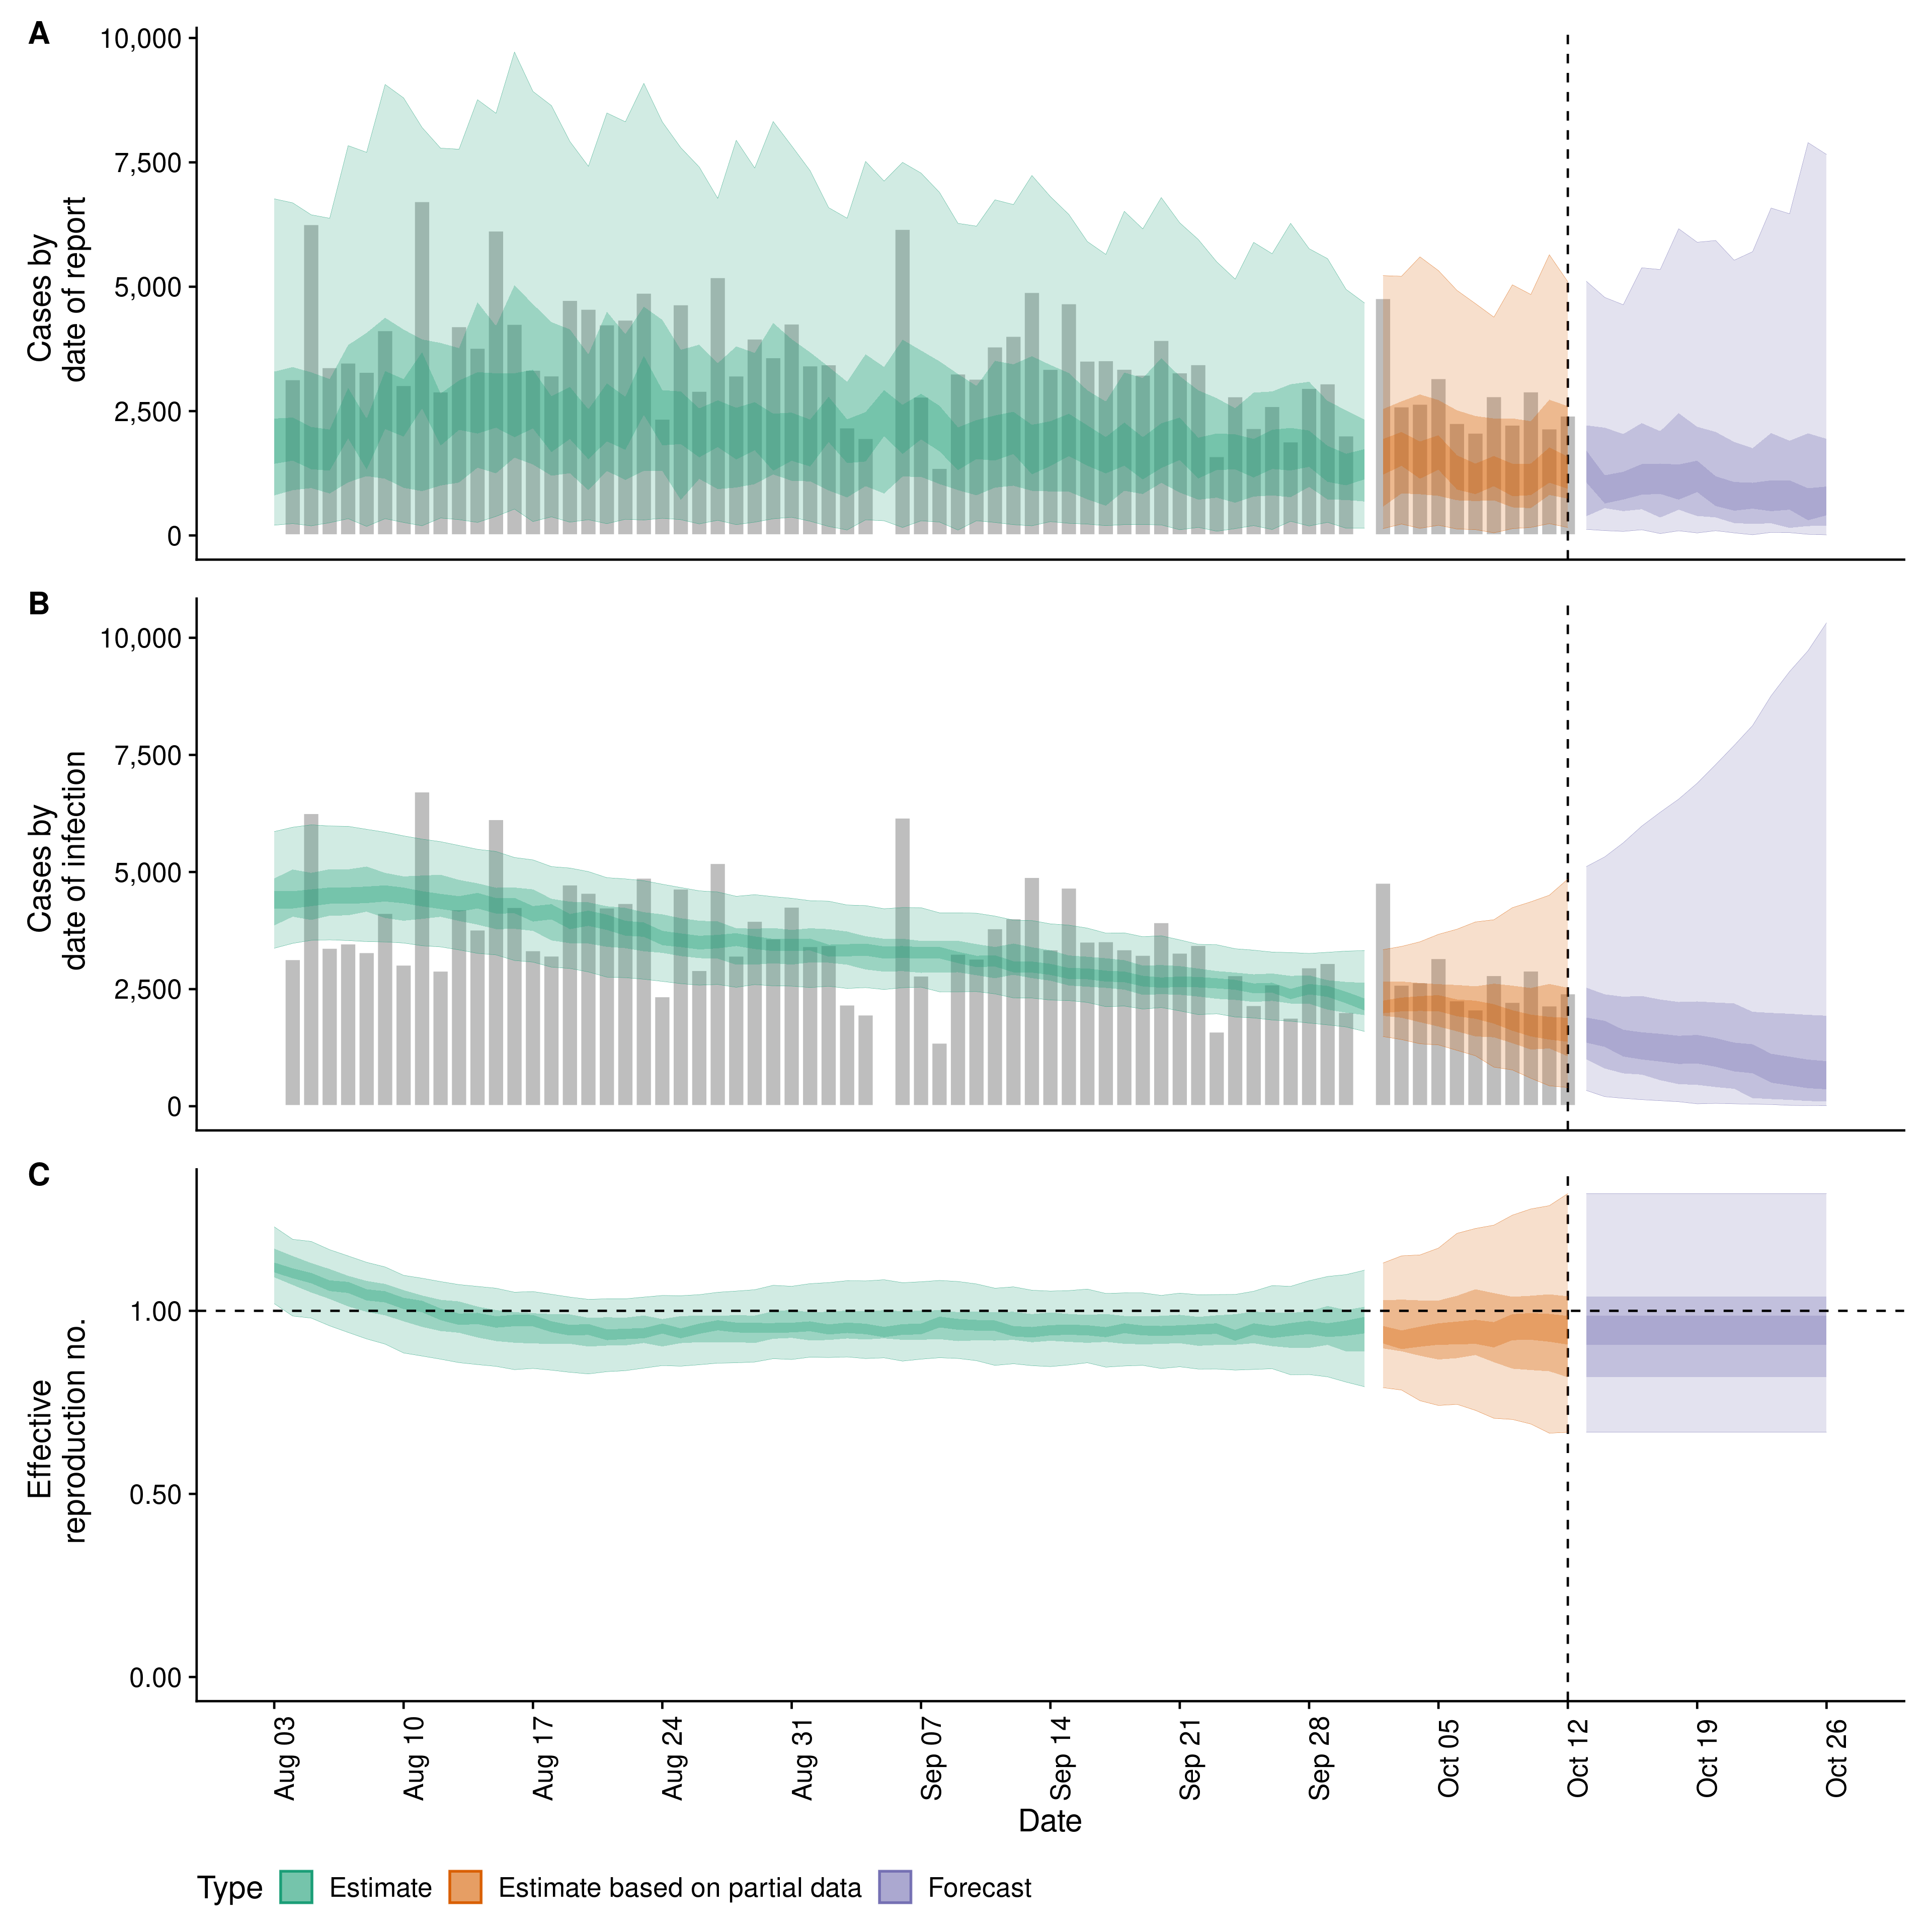 A
Cases by
date of report
10,000
7,500
5,000
2,500
0
B
Cases by
date of infection
10,000
7,500
5,000
2,500
0
C
Effective
reproduction no.
1.00
0.50
0.00
Aug 03
Aug 10
Aug 17
Aug 24
Aug 31
Sep 07
Sep 14
Sep 21
Sep 28
Oct 05
Oct 12
Oct 19
Oct 26
Date
Type Estimate Estimate based on partial data Forecast